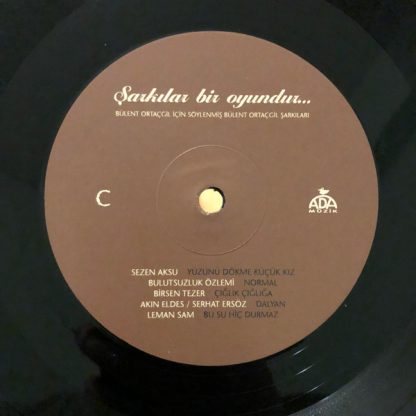 Şarkılar bir oyundur...
BÜLENT ORTAÇGİL İÇİN SÖYLENMİŞ BÜLENT ORTAÇGİL ŞARKILARI
C
ADA
MÜZİK
SEZEN AKSU YÜZÜNÜ DÖKME KÜÇÜK KIZ
BULUTSUZLUK ÖZLEMİ NORMAL
BİRSEN TEZER ÇIĞLIK ÇIĞLIĞA
AKIN ELDES / SERHAT ERSÖZ DALYAN
LEMAN SAM BU SU HİÇ DURMAZ